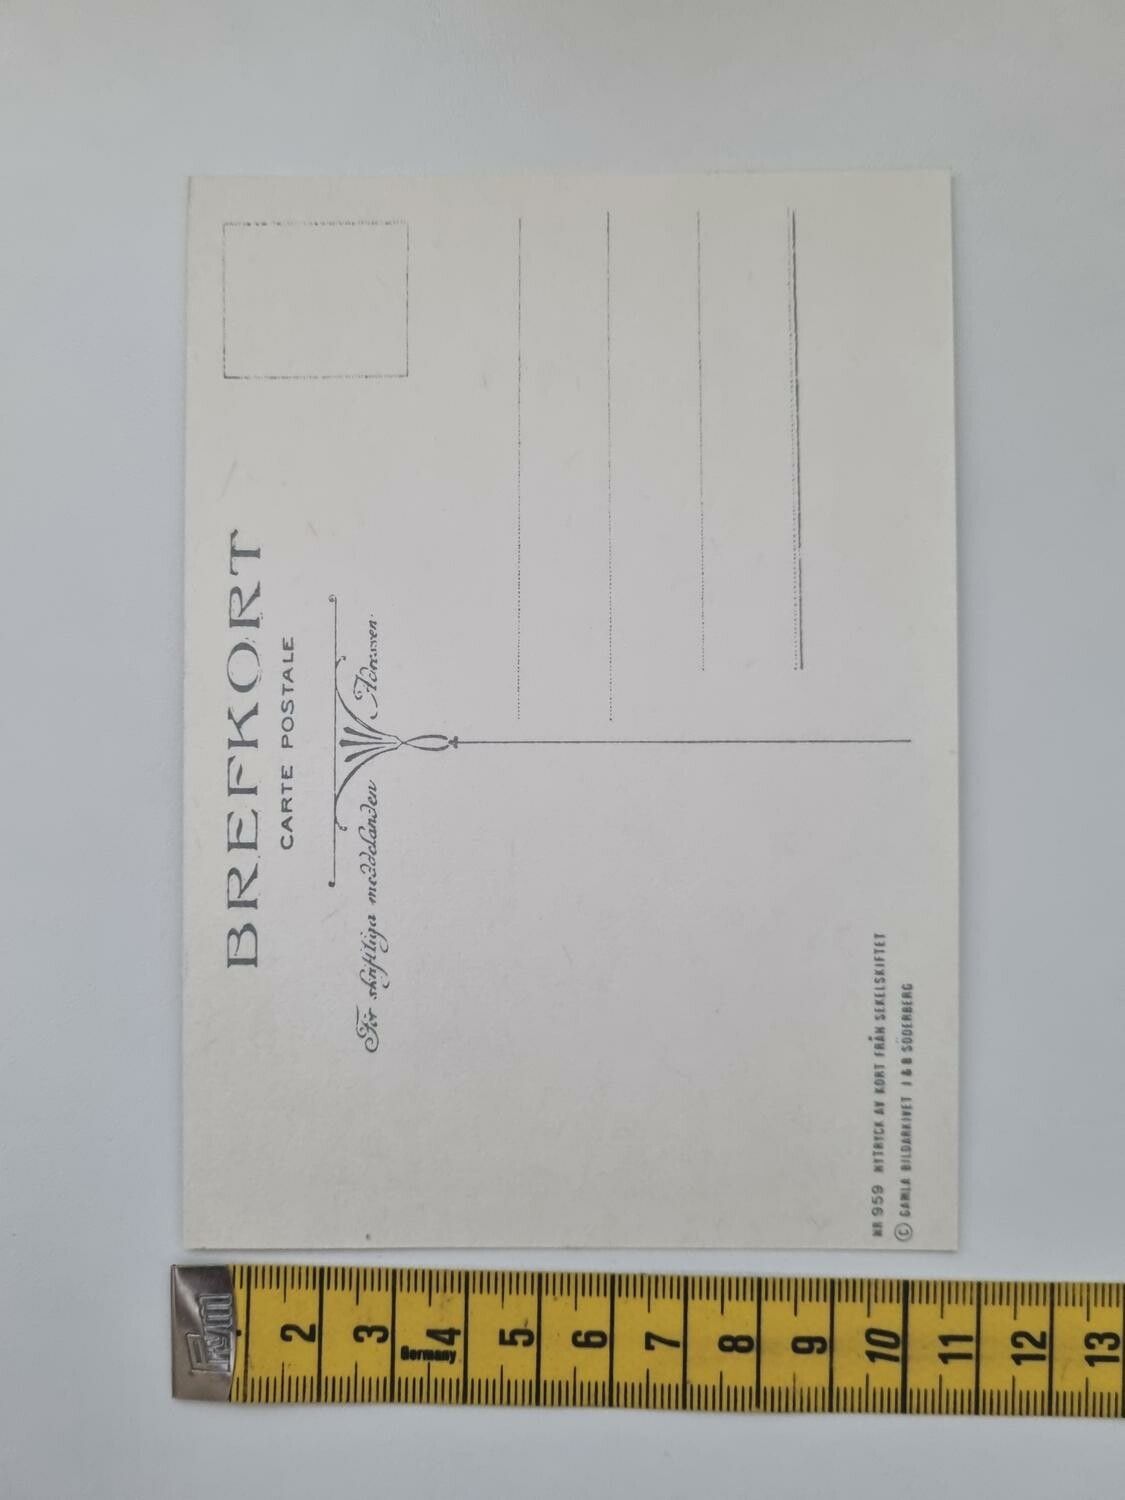 BREFKORT
CARTE POSTALE
För skriftliga meddelanden
Adressen.
NR 959 NYTRYCK AV KORT FRÅN SEKELSKIFTET
© GAMLA BILDARKIVET J & B SÖDERBERG
Prym
2 3 4 5 6 7 8 9 10 11 12 13
Germany